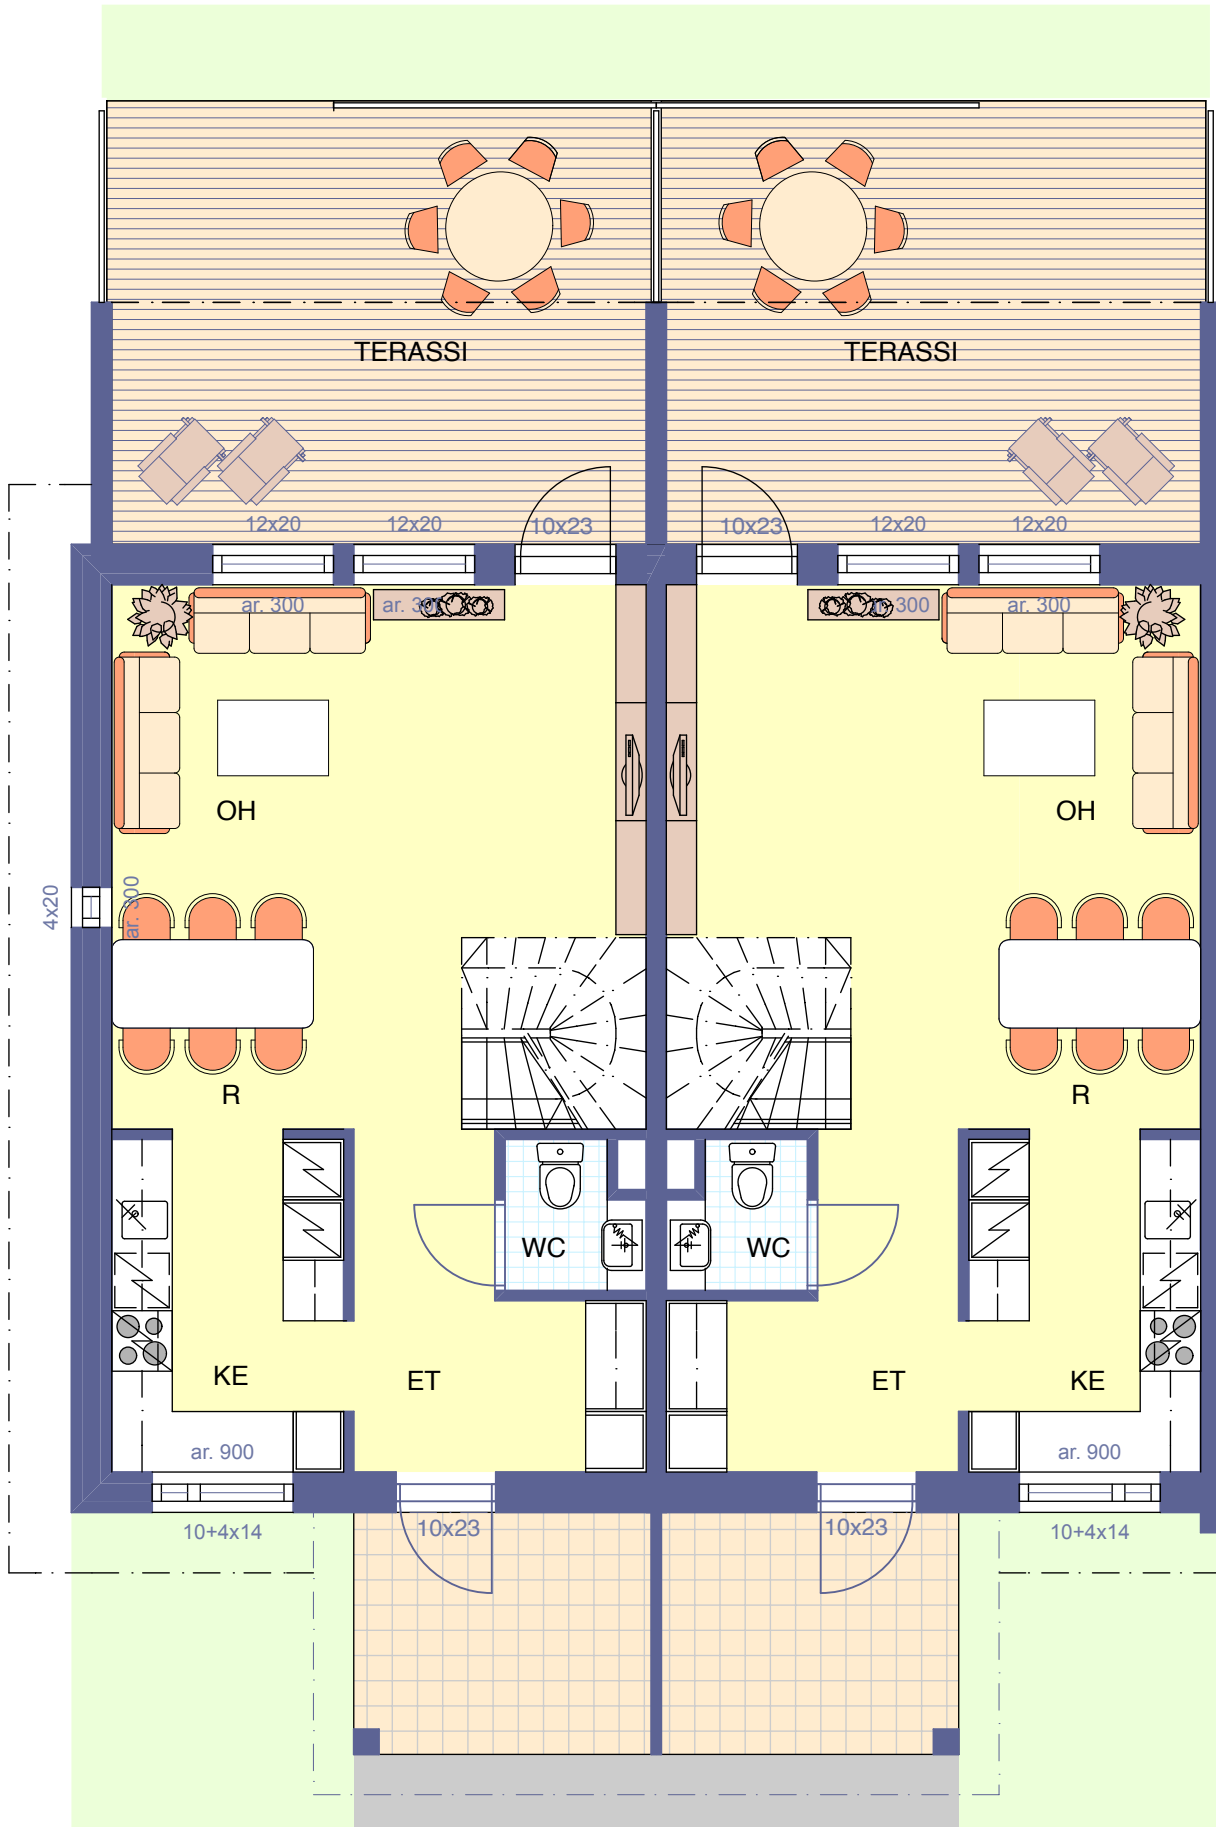 TERASSI TERASSI
12x20 12x20 10x23 10x23 12x20 12x20
ar. 300 ar. 300 ar. 300 ar. 300
OH OH
4x20 ar. 300
R R
WC WC
KE ET ET KE
ar. 900 ar. 900
10+4x14 10x23 10x23 10+4x14